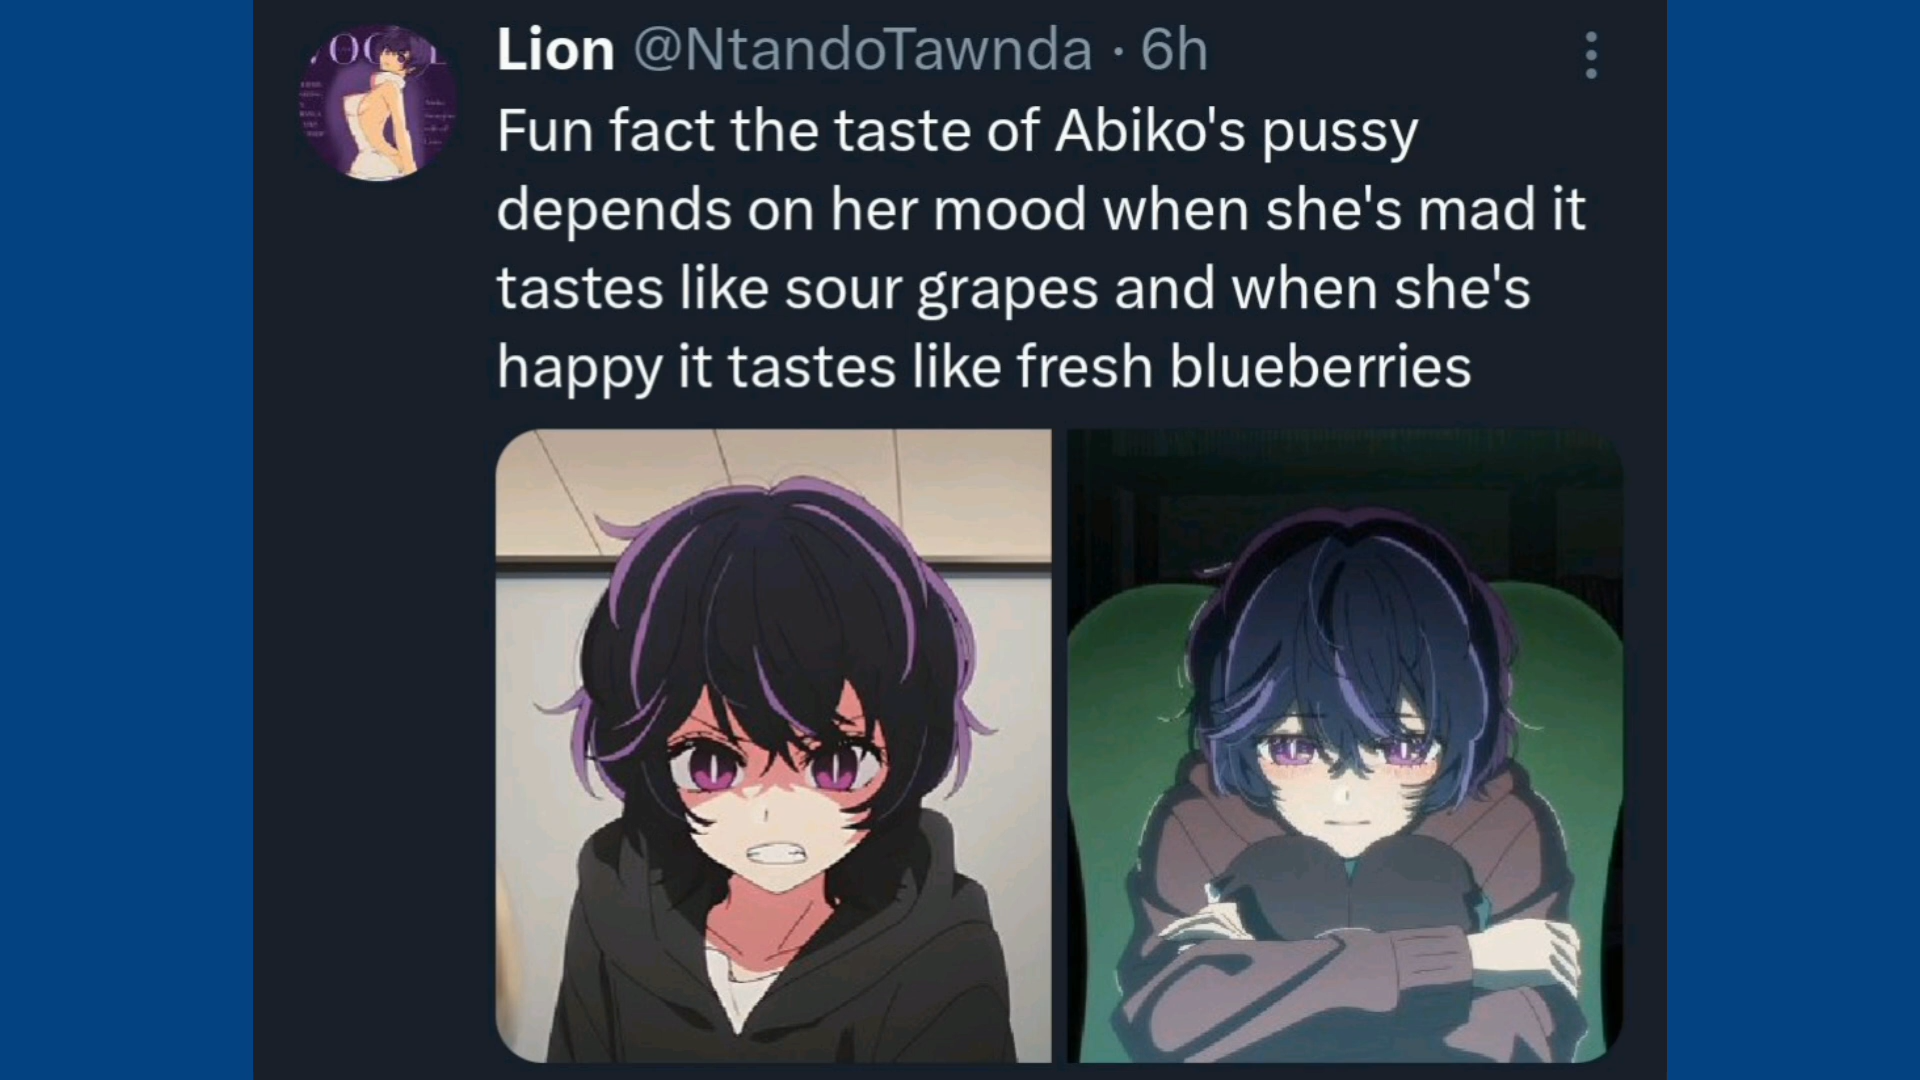 Lion @NtandoTawnda · 6h
Fun fact the taste of Abiko's pussy
depends on her mood when she's mad it
tastes like sour grapes and when she's
happy it tastes like fresh blueberries